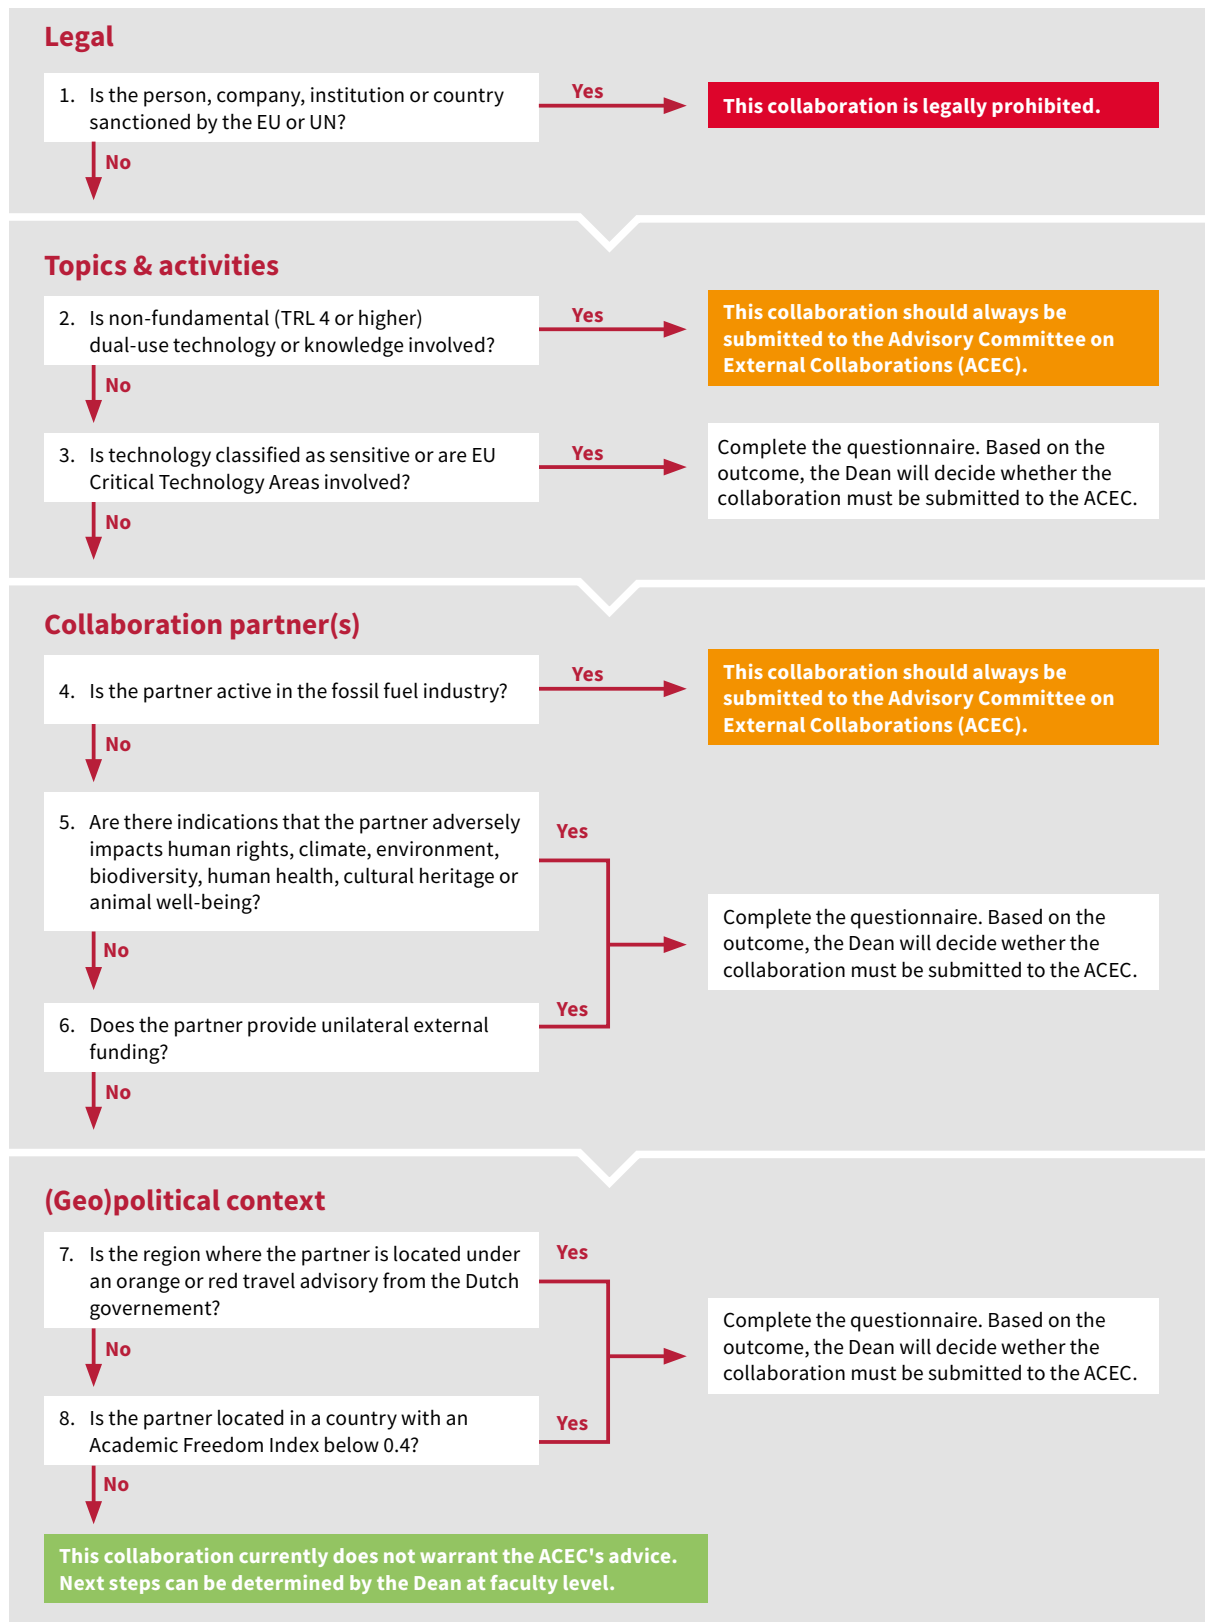 Legal
1. Is the person, company, institution or country
sanctioned by the EU or UN?
Yes
This collaboration is legally prohibited.
No
Topics & activities
2. Is non-fundamental (TRL 4 or higher)
dual-use technology or knowledge involved?
Yes
This collaboration should always be
submitted to the Advisory Committee on
External Collaborations (ACEC).
No
3. Is technology classified as sensitive or are EU
Critical Technology Areas involved?
Yes
Complete the questionnaire. Based on the
outcome, the Dean will decide whether the
collaboration must be submitted to the ACEC.
No
Collaboration partner(s)
4. Is the partner active in the fossil fuel industry?
Yes
This collaboration should always be
submitted to the Advisory Committee on
External Collaborations (ACEC).
No
5. Are there indications that the partner adversely
impacts human rights, climate, environment,
biodiversity, human health, cultural heritage or
animal well-being?
Yes
No
Complete the questionnaire. Based on the
outcome, the Dean will decide wether the
collaboration must be submitted to the ACEC.
6. Does the partner provide unilateral external
funding?
Yes
No
(Geo)political context
7. Is the region where the partner is located under
an orange or red travel advisory from the Dutch
governement?
Yes
No
Complete the questionnaire. Based on the
outcome, the Dean will decide wether the
collaboration must be submitted to the ACEC.
8. Is the partner located in a country with an
Academic Freedom Index below 0.4?
Yes
No
This collaboration currently does not warrant the ACEC's advice.
Next steps can be determined by the Dean at faculty level.